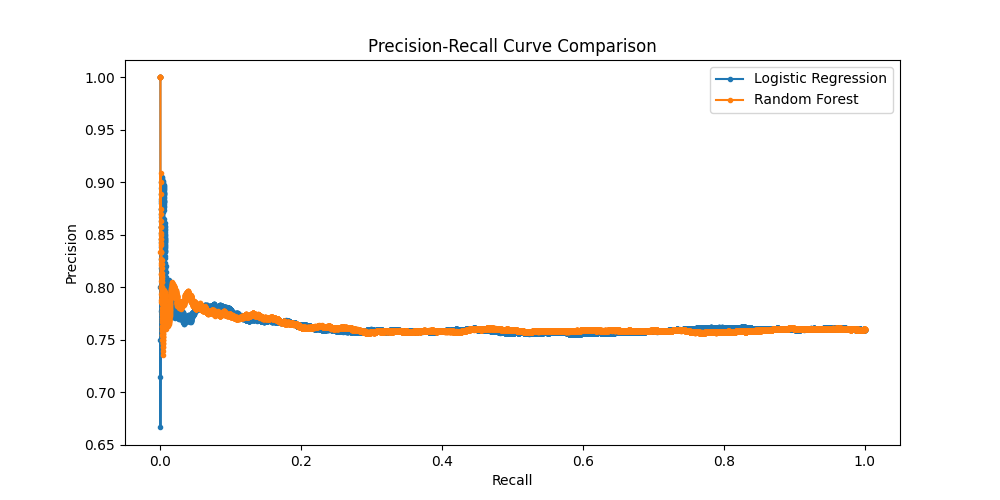 Precision-Recall Curve Comparison
1.00
0.95
0.90
0.85
0.80
0.75
0.70
0.65
Precision
Logistic Regression
Random Forest
0.0 0.2 0.4 0.6 0.8 1.0
Recall